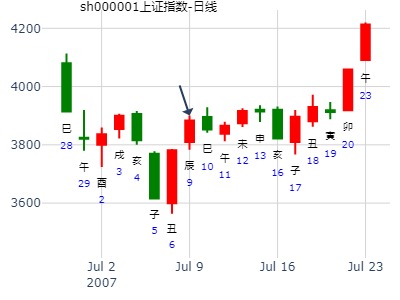 sh000001上证指数-日线
4200
4000
3800
3600
巳
28
午
29
酉
2
戌
3
亥
4
子
5
丑
6
辰
9
巳
10
午
11
未
12
申
13
亥
16
子
17
丑
18
寅
19
卯
20
午
23
Jul 2
2007
Jul 9
Jul 16
Jul 23